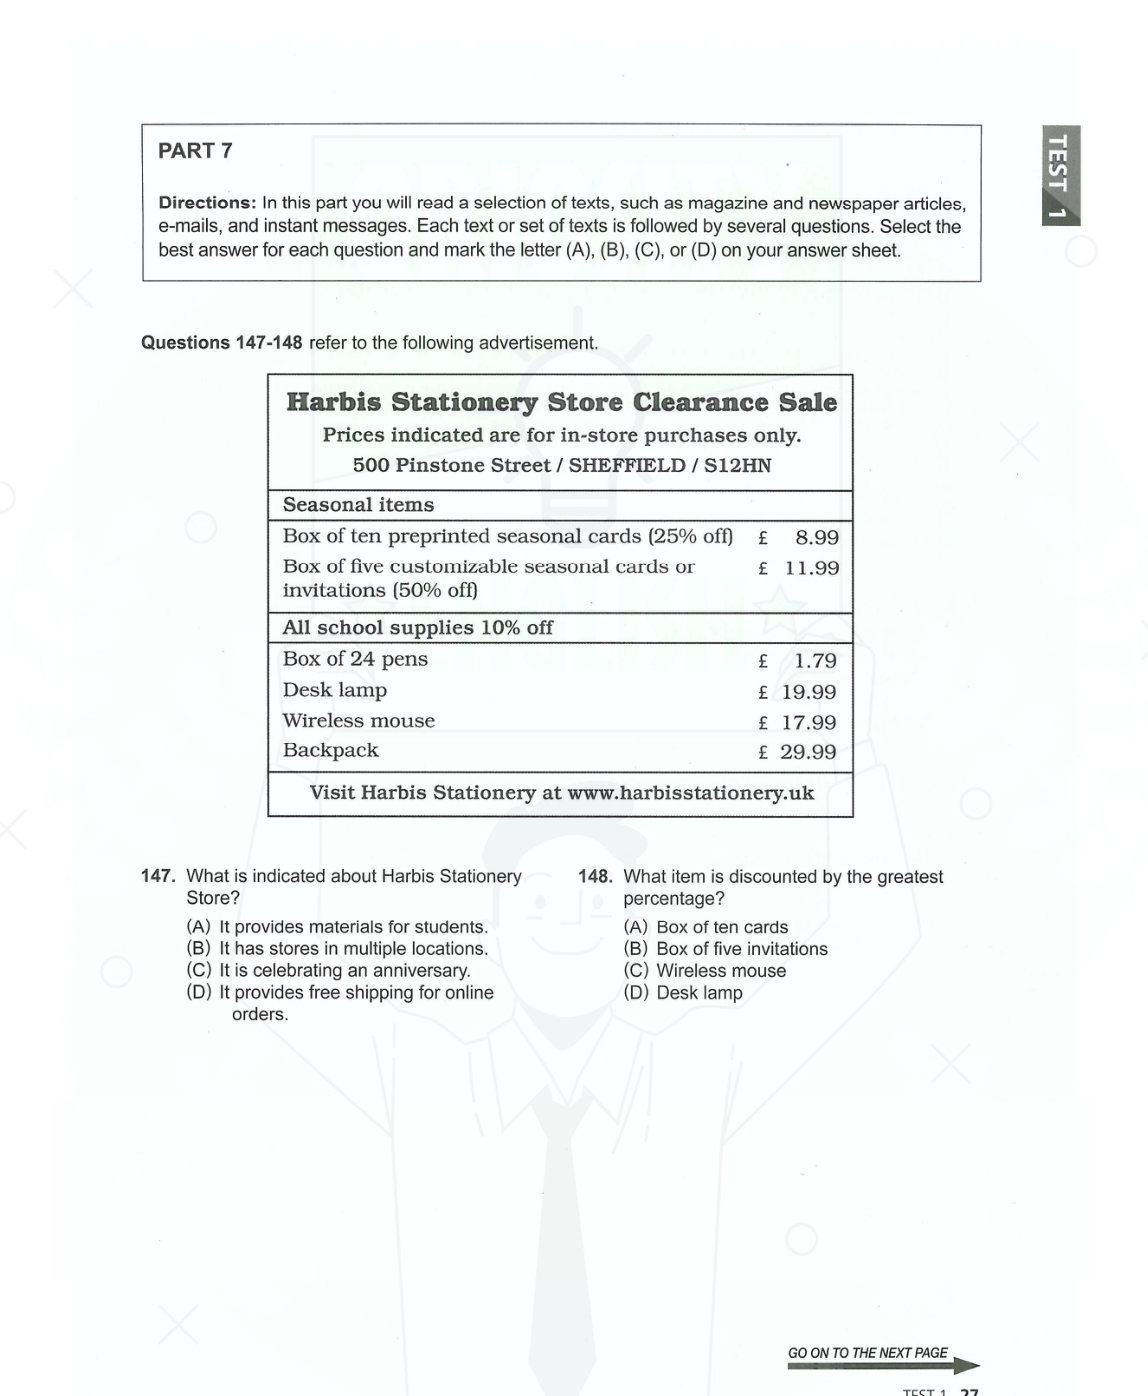 TEST 1
PART 7
Directions: In this part you will read a selection of texts, such as magazine and newspaper articles,
e-mails, and instant messages. Each text or set of texts is followed by several questions. Select the
best answer for each question and mark the letter (A), (B), (C), or (D) on your answer sheet.
Questions 147-148 refer to the following advertisement.
Harbis Stationery Store Clearance Sale
Prices indicated are for in-store purchases only.
500 Pinstone Street / SHEFFIELD / S12HN
Seasonal items
Box of ten preprinted seasonal cards (25% off) £ 8.99
Box of five customizable seasonal cards or £ 11.99
invitations (50% off)
All school supplies 10% off
Box of 24 pens £ 1.79
Desk lamp £ 19.99
Wireless mouse £ 17.99
Backpack £ 29.99
Visit Harbis Stationery at www.harbisstationery.uk
147. What is indicated about Harbis Stationery
Store?
(A) It provides materials for students.
(B) It has stores in multiple locations.
(C) It is celebrating an anniversary.
(D) It provides free shipping for online
orders.
148. What item is discounted by the greatest
percentage?
(A) Box of ten cards
(B) Box of five invitations
(C) Wireless mouse
(D) Desk lamp
GO ON TO THE NEXT PAGE
TEST 1 27